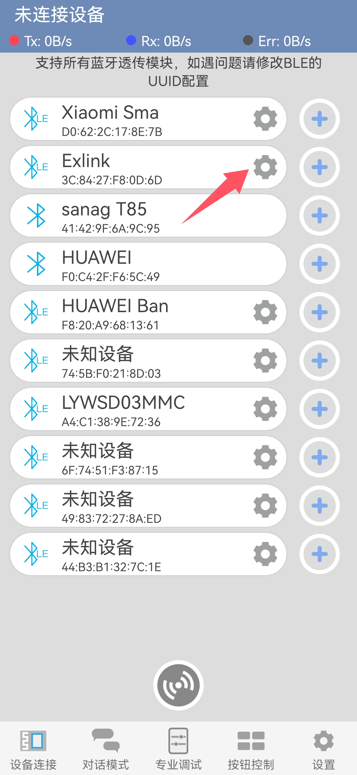 未连接设备
Tx: 0B/s Rx: 0B/s Err: 0B/s
支持所有蓝牙透传模块，如遇问题请修改BLE的
UUID配置
LE Xiaomi Sma
D0:62:2C:17:8E:7B
LE Exlink
3C:84:27:F8:0D:6D
sanag T85
41:42:9F:6A:9C:95
HUAWEI
F0:C4:2F:F6:5C:49
LE HUAWEI Ban
F8:20:A9:68:13:61
LE 未知设备
74:5B:F0:21:8D:03
LE LYWSD03MMC
A4:C1:38:9E:72:36
LE 未知设备
6F:74:51:F3:87:15
LE 未知设备
49:83:72:27:8A:ED
LE 未知设备
44:B3:B1:32:7C:1E
设备连接 对话模式 专业调试 按钮控制 设置